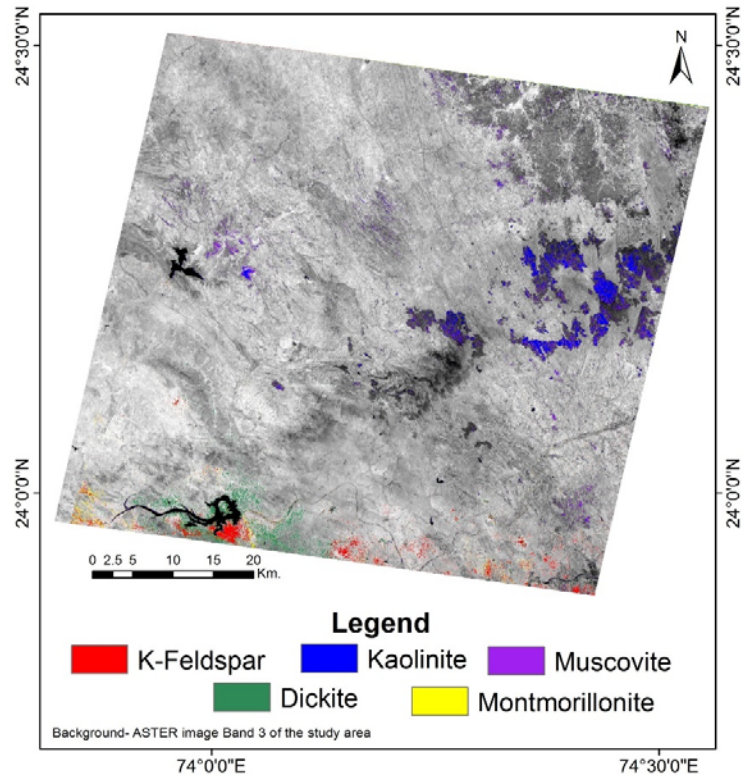 24°30'0"N
24°30'0"N
N
24°0'0"N
24°0'0"N
0 2.5 5 10 15 20
Km.
Legend
K-Feldspar Kaolinite Muscovite
Dickite Montmorillonite
Background- ASTER image Band 3 of the study area
74°0'0"E 74°30'0"E